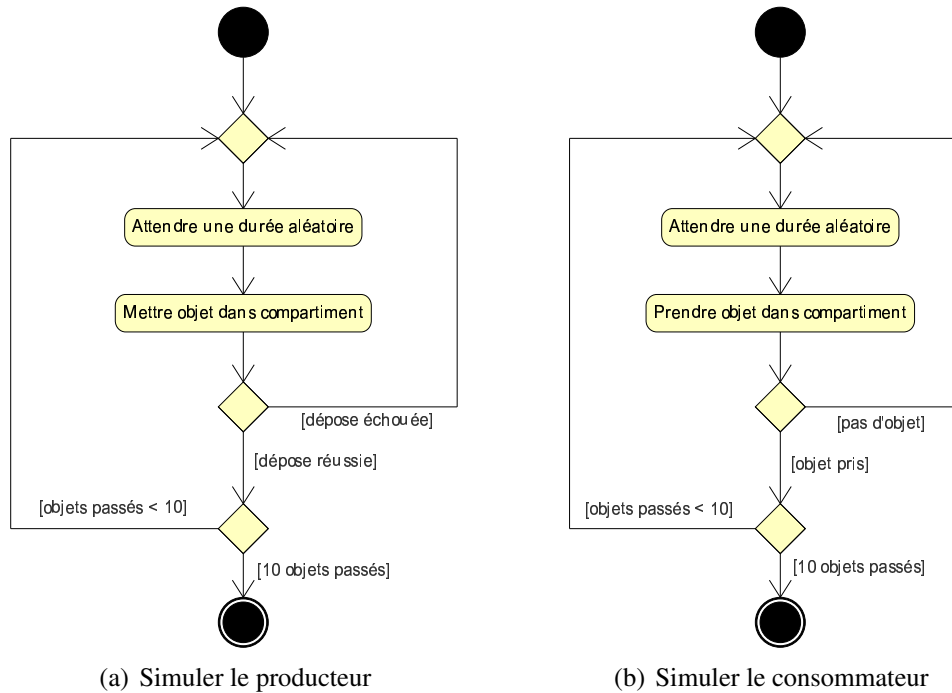 Attendre une durée aléatoire
Mettre objet dans compartiment
[dépose échouée]
[dépose réussie]
[objets passés < 10]
[10 objets passés]
(a) Simuler le producteur
Attendre une durée aléatoire
Prendre objet dans compartiment
[pas d'objet]
[objet pris]
[objets passés < 10]
[10 objets passés]
(b) Simuler le consommateur